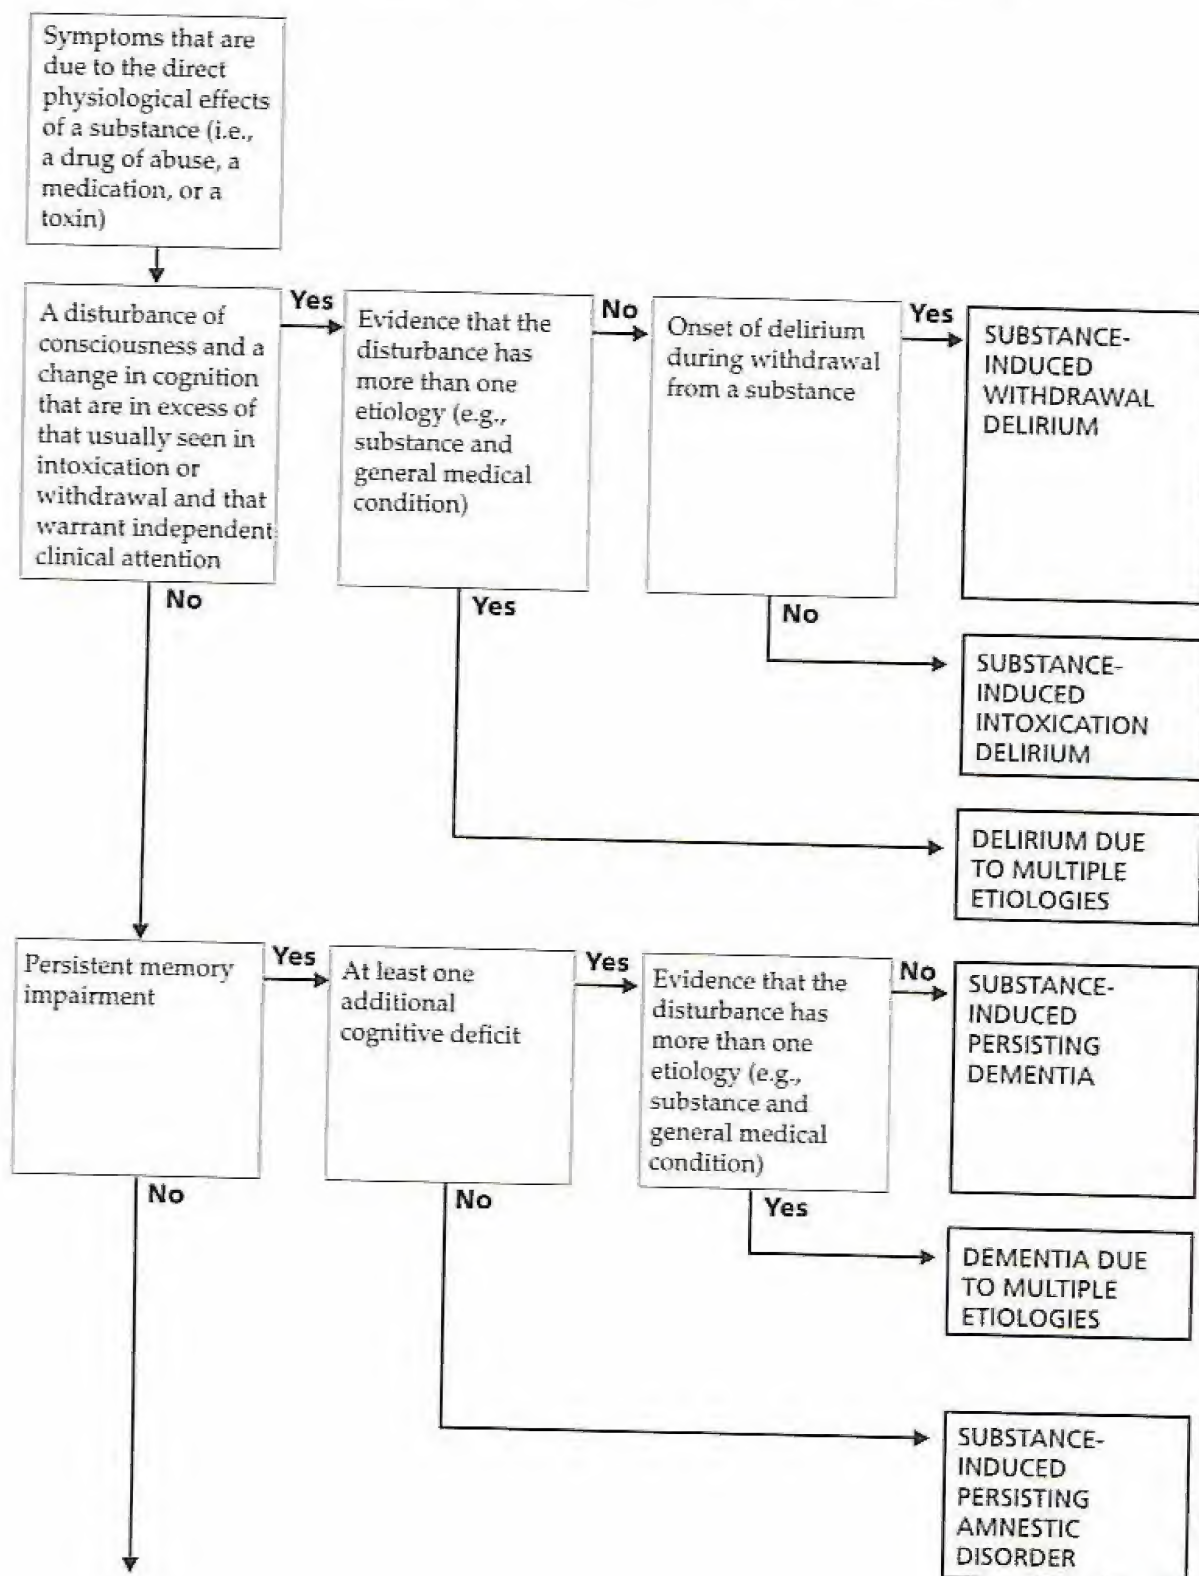 Symptoms that are
due to the direct
physiological effects
of a substance (i.e.,
a drug of abuse, a
medication, or a
toxin)
A disturbance of
consciousness and a
change in cognition
that are in excess of
that usually seen in
intoxication or
withdrawal and that
warrant independent
clinical attention
Yes
No
Evidence that the
disturbance has
more than one
etiology (e.g.,
substance and
general medical
condition)
No
Yes
Onset of delirium
during withdrawal
from a substance
Yes
No
SUBSTANCE-
INDUCED
WITHDRAWAL
DELIRIUM
SUBSTANCE-
INDUCED
INTOXICATION
DELIRIUM
DELIRIUM DUE
TO MULTIPLE
ETIOLOGIES
Persistent memory
impairment
Yes
No
At least one
additional
cognitive deficit
Yes
No
Evidence that the
disturbance has
more than one
etiology (e.g.,
substance and
general medical
condition)
No
Yes
SUBSTANCE-
INDUCED
PERSISTING
DEMENTIA
DEMENTIA DUE
TO MULTIPLE
ETIOLOGIES
SUBSTANCE-
INDUCED
PERSISTING
AMNESTIC
DISORDER